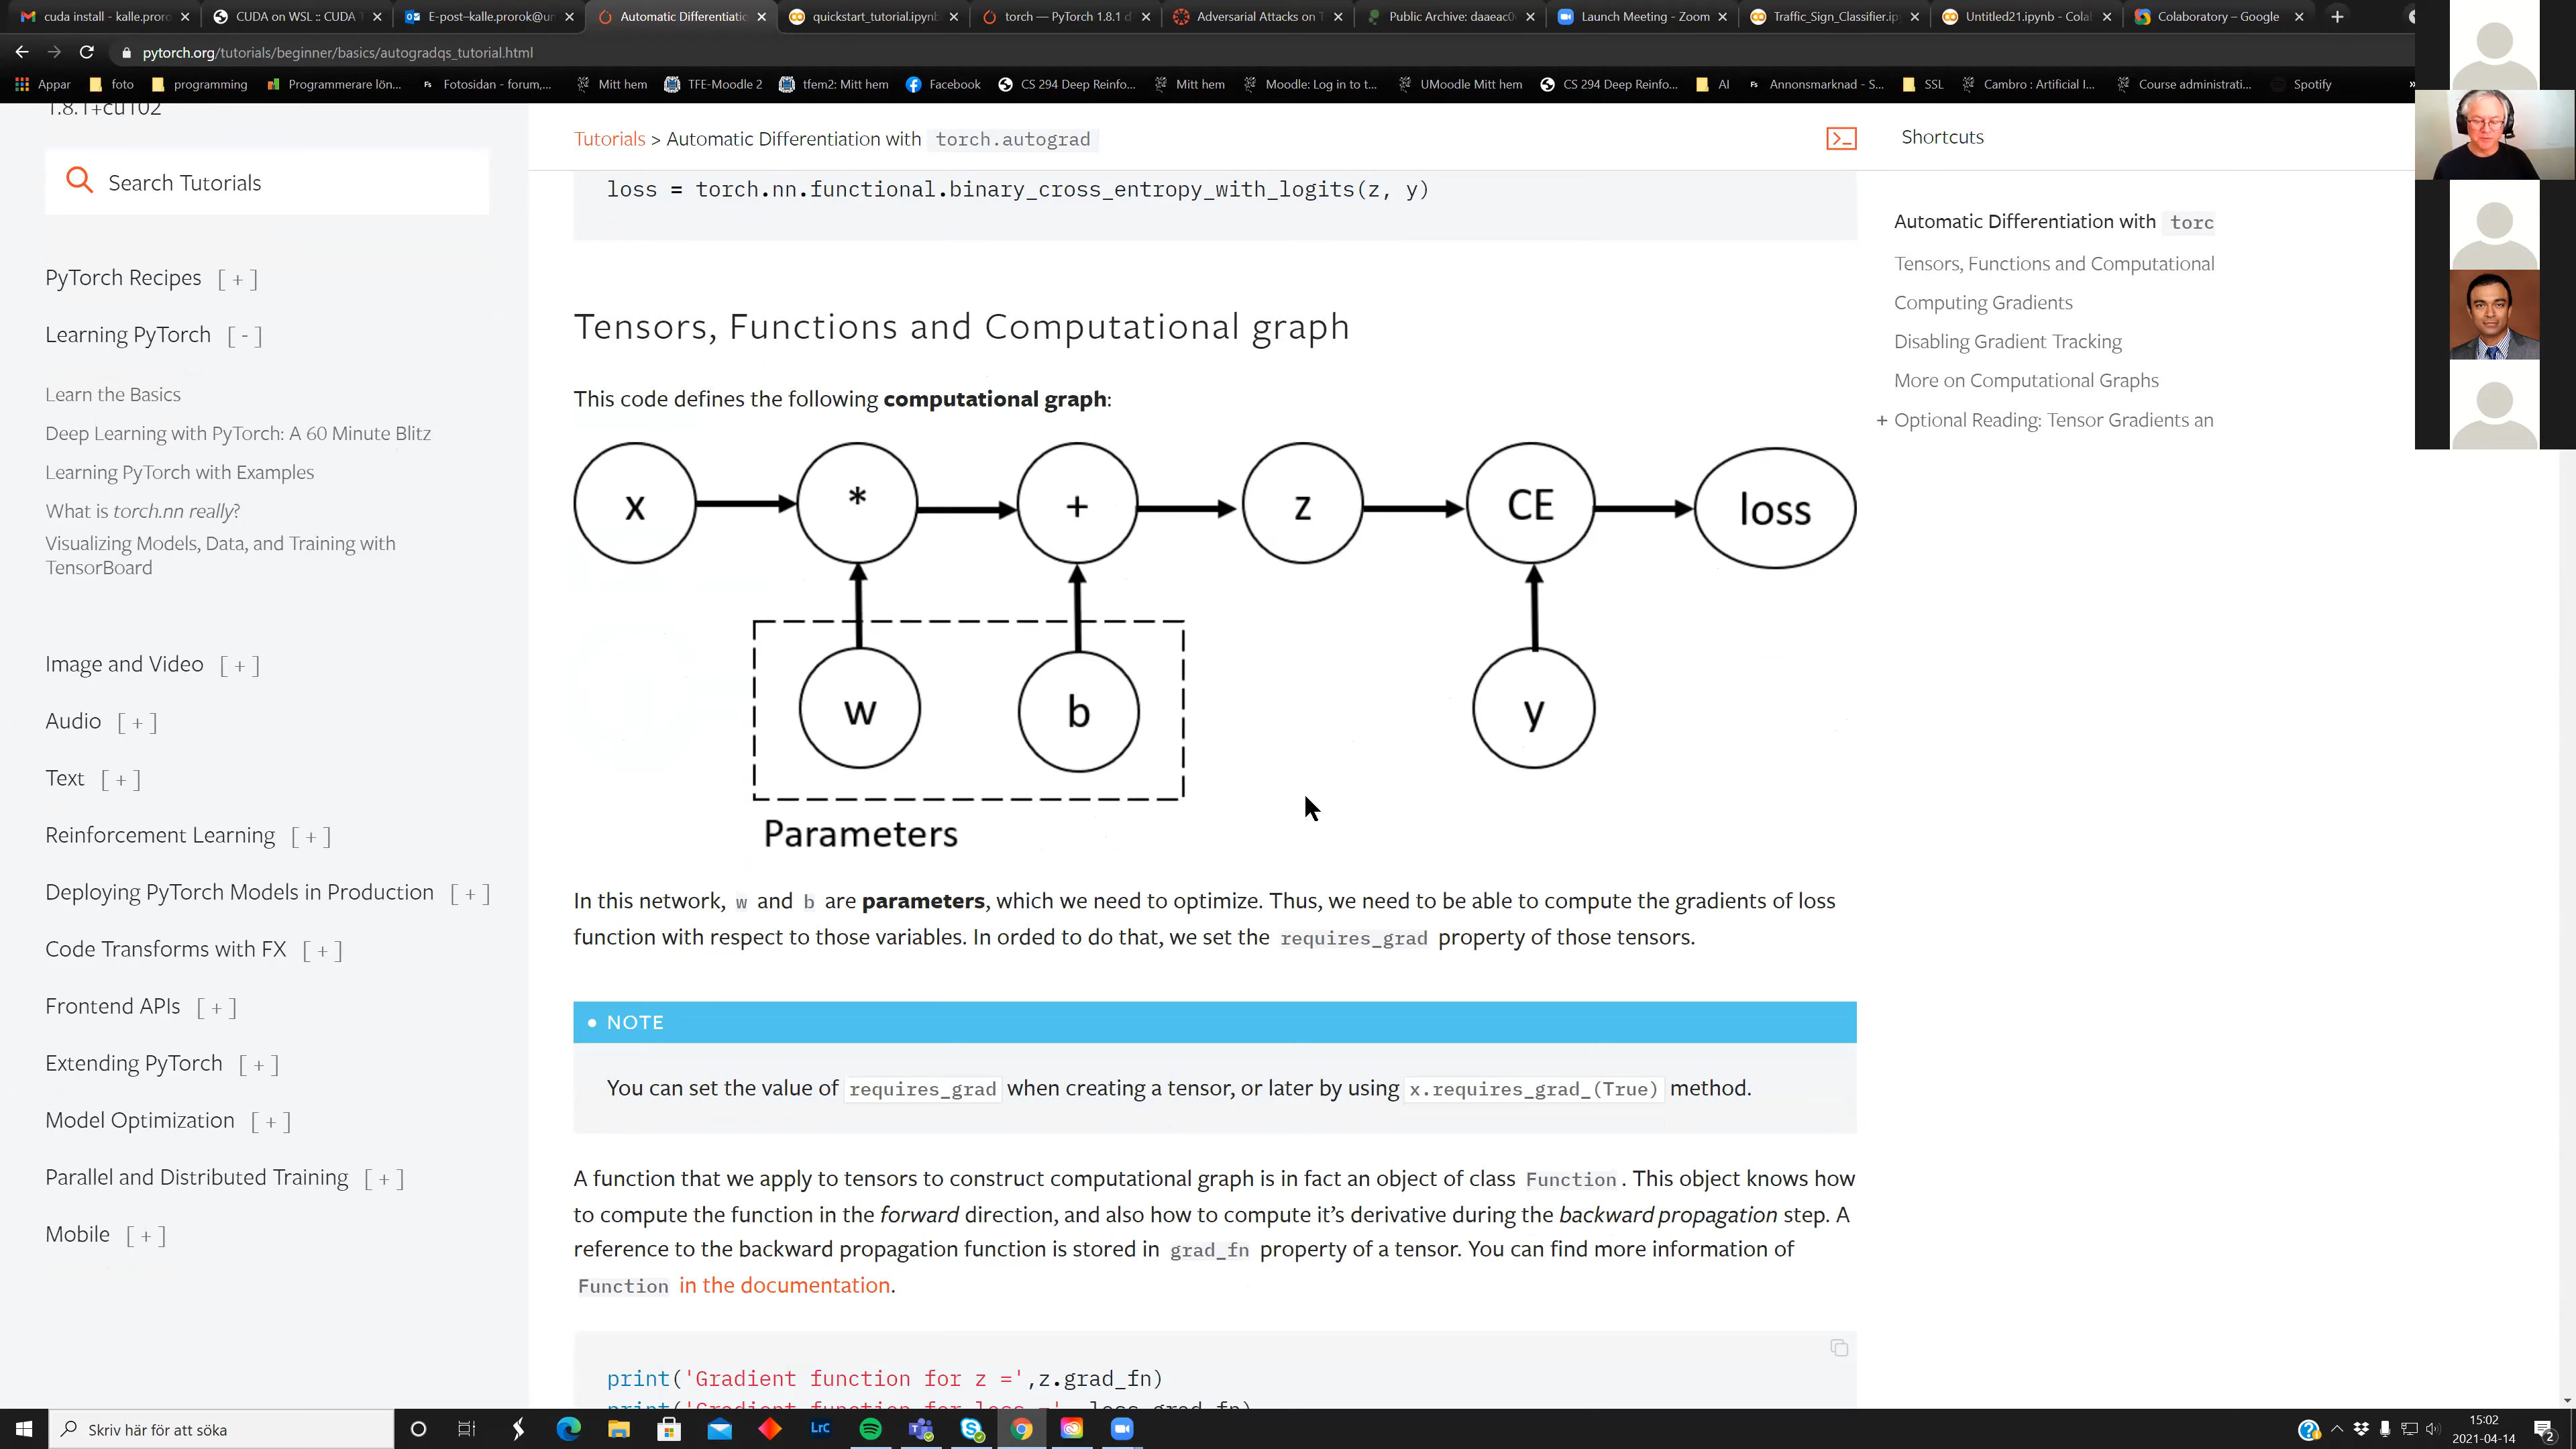 cuda install - kalle.proro
CUDA on WSL :: CUDA T
E-post–kalle.prorok@un
Automatic Differentiatic
quickstart_tutorial.ipynb
torch — PyTorch 1.8.1 d
Adversarial Attacks on T
Public Archive: daaeac0
Launch Meeting - Zoom
Traffic_Sign_Classifier.ip
Untitled21.ipynb - Cola
Colaboratory – Google
pytorch.org/tutorials/beginner/basics/autogradqs_tutorial.html
Appar
foto
programming
Programmerare lön...
Fs Fotosidan - forum,...
Mitt hem
TFE-Moodle 2
tfem2: Mitt hem
Facebook
CS 294 Deep Reinfo...
Mitt hem
Moodle: Log in to t...
UMoodle Mitt hem
CS 294 Deep Reinfo...
AI
Fs Annonsmarknad - S...
SSL
Cambro : Artificial I...
Course administrati...
Spotify
»
1.8.1+cu102
Search Tutorials
PyTorch Recipes [ + ]
Learning PyTorch [ - ]
Learn the Basics
Deep Learning with PyTorch: A 60 Minute Blitz
Learning PyTorch with Examples
What is torch.nn really?
Visualizing Models, Data, and Training with
TensorBoard
Image and Video [ + ]
Audio [ + ]
Text [ + ]
Reinforcement Learning [ + ]
Deploying PyTorch Models in Production [ + ]
Code Transforms with FX [ + ]
Frontend APIs [ + ]
Extending PyTorch [ + ]
Model Optimization [ + ]
Parallel and Distributed Training [ + ]
Mobile [ + ]
Tutorials > Automatic Differentiation with torch.autograd
loss = torch.nn.functional.binary_cross_entropy_with_logits(z, y)
Tensors, Functions and Computational graph
This code defines the following computational graph:
x * + z CE loss
w b y
Parameters
In this network, w and b are parameters, which we need to optimize. Thus, we need to be able to compute the gradients of loss
function with respect to those variables. In orded to do that, we set the requires_grad property of those tensors.
NOTE
You can set the value of requires_grad when creating a tensor, or later by using x.requires_grad_(True) method.
A function that we apply to tensors to construct computational graph is in fact an object of class Function. This object knows how
to compute the function in the forward direction, and also how to compute it's derivative during the backward propagation step. A
reference to the backward propagation function is stored in grad_fn property of a tensor. You can find more information of
Function in the documentation.
print('Gradient function for z =',z.grad_fn)
print('Gradient function for loss =', loss.grad_fn)
Shortcuts
Automatic Differentiation with torc
Tensors, Functions and Computational
Computing Gradients
Disabling Gradient Tracking
More on Computational Graphs
+ Optional Reading: Tensor Gradients an
Skriv här för att söka
LrC
15:02
2021-04-14
2